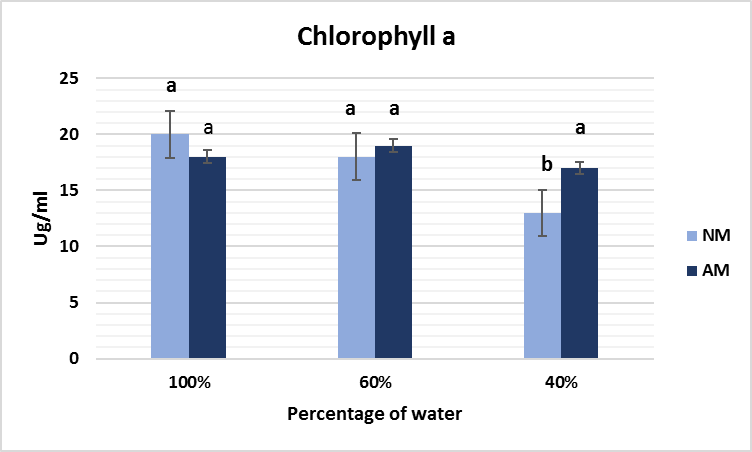 Chlorophyll a
25
20
15
10
5
0
Ug/ml
a
a
a
a
b
a
100%
60%
40%
Percentage of water
NM
AM